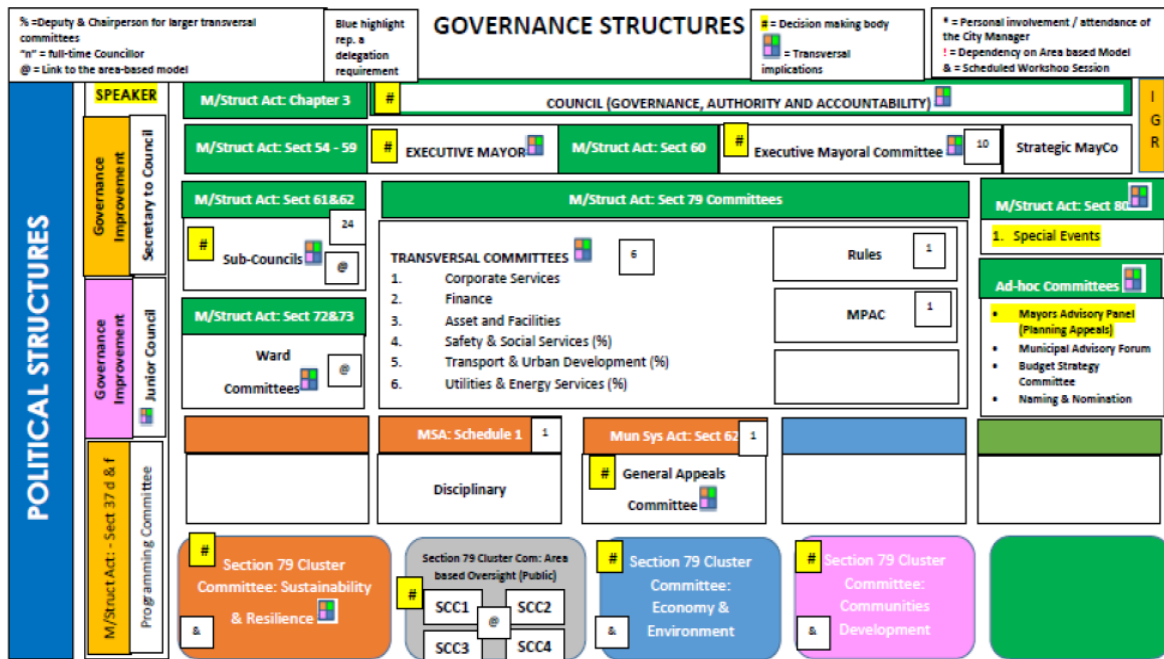 % =Deputy & Chairperson for larger transversal
committees
"n" = full-time Councillor
@ = Link to the area-based model
Blue highlight
rep. a
delegation
requirement
GOVERNANCE STRUCTURES
# = Decision making body
= Transversal
implications
* = Personal involvement / attendance of
the City Manager
! = Dependency on Area based Model
& = Scheduled Workshop Session
POLITICAL STRUCTURES
SPEAKER
Governance
Improvement
Secretary to Council
Governance
Improvement
Junior Council
M/Struct Act: - Sect 37 d & f
Programming Committee
M/Struct Act: Chapter 3
#
COUNCIL (GOVERNANCE, AUTHORITY AND ACCOUNTABILITY)
I
G
R
M/Struct Act: Sect 54 - 59
#
EXECUTIVE MAYOR
M/Struct Act: Sect 60
#
Executive Mayoral Committee
10
Strategic MayCo
M/Struct Act: Sect 61&62
24
#
Sub-Councils
@
M/Struct Act: Sect 72&73
Ward
Committees
@
M/Struct Act: Sect 79 Committees
TRANSVERSAL COMMITTEES
6
1. Corporate Services
2. Finance
3. Asset and Facilities
4. Safety & Social Services (%)
5. Transport & Urban Development (%)
6. Utilities & Energy Services (%)
Rules
1
MPAC
1
M/Struct Act: Sect 80
1. Special Events
Ad-hoc Committees
• Mayors Advisory Panel
(Planning Appeals)
• Municipal Advisory Forum
• Budget Strategy
Committee
• Naming & Nomination
MSA: Schedule 1
1
Disciplinary
Mun Sys Act: Sect 62
1
#
General Appeals
Committee
#
Section 79 Cluster
Committee: Sustainability
& Resilience
&
Section 79 Cluster Com: Area
based Oversight (Public)
#
SCC1
SCC2
@
SCC3
SCC4
#
Section 79 Cluster
Committee:
Economy &
Environment
&
#
Section 79 Cluster
Committee:
Communities
Development
&